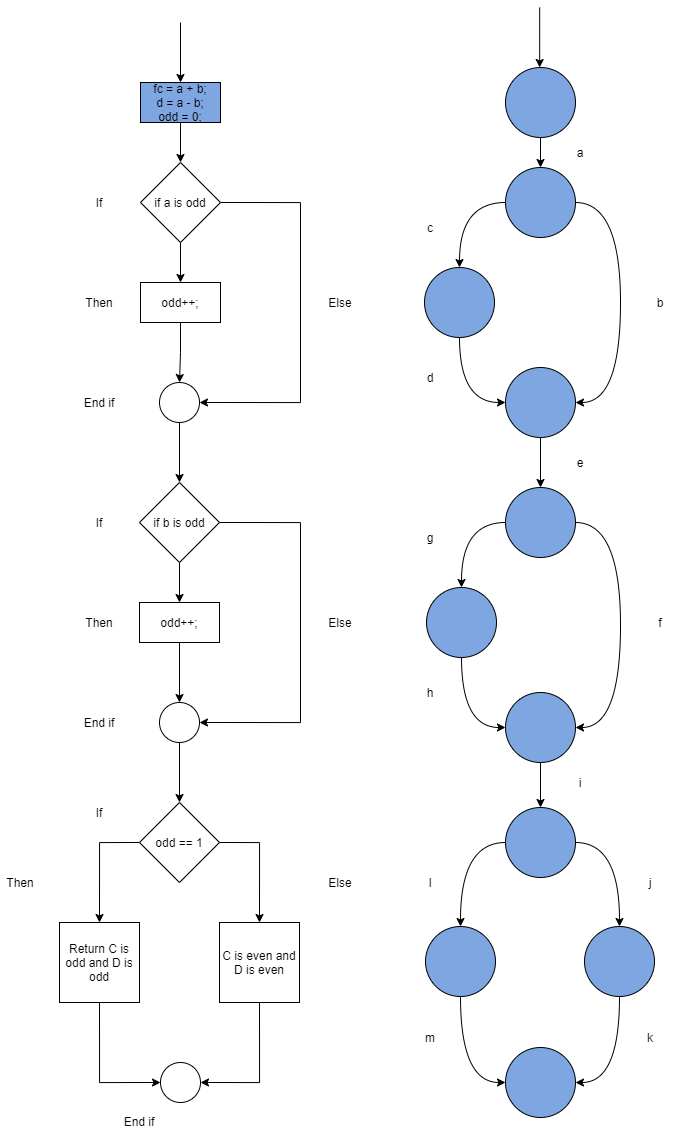 fc = a + b;
d = a - b;
odd = 0;
a
If
if a is odd
c
Then
odd++;
Else
b
d
End if
e
If
if b is odd
g
Then
odd++;
Else
f
h
End if
i
If
odd == 1
Then
Else
l
j
Return C is
odd and D is
odd
C is even and
D is even
m
k
End if